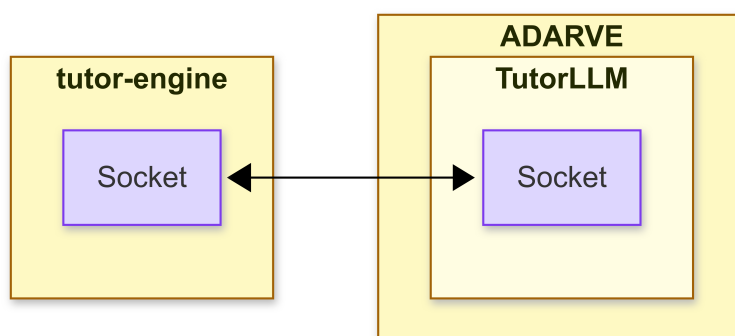 ADARVE
tutor-engine
TutorLLM
Socket
Socket